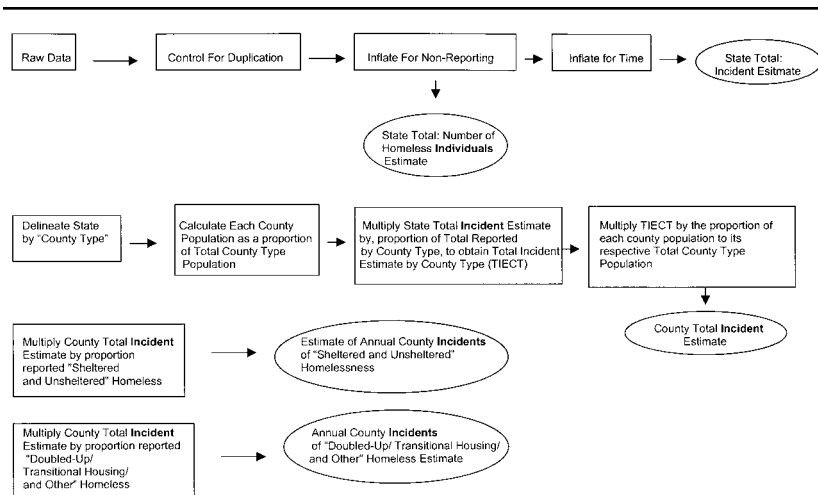 Raw Data
Control For Duplication
Inflate For Non-Reporting
Inflate for Time
State Total:
Incident Esitmate
State Total: Number of
Homeless Individuals
Estimate
Delineate State
by "County Type"
Calculate Each County
Population as a proportion
of Total County Type
Population
Multiply State Total Incident Estimate
by, proportion of Total Reported
by County Type, to obtain Total Incident
Estimate by County Type (TIECT)
Multiply TIECT by the proportion of
each county population to its
respective Total County Type
Population
County Total Incident
Estimate
Multiply County Total Incident
Estimate by proportion
reported "Sheltered
and Unsheltered" Homeless
Estimate of Annual County Incidents
of "Sheltered and Unsheltered"
Homelessness
Multiply County Total Incident
Estimate by proportion reported
"Doubled-Up/
Transitional Housing/
and Other" Homeless
Annual County Incidents
of "Doubled-Up/ Transitional Housing/
and Other" Homeless Estimate